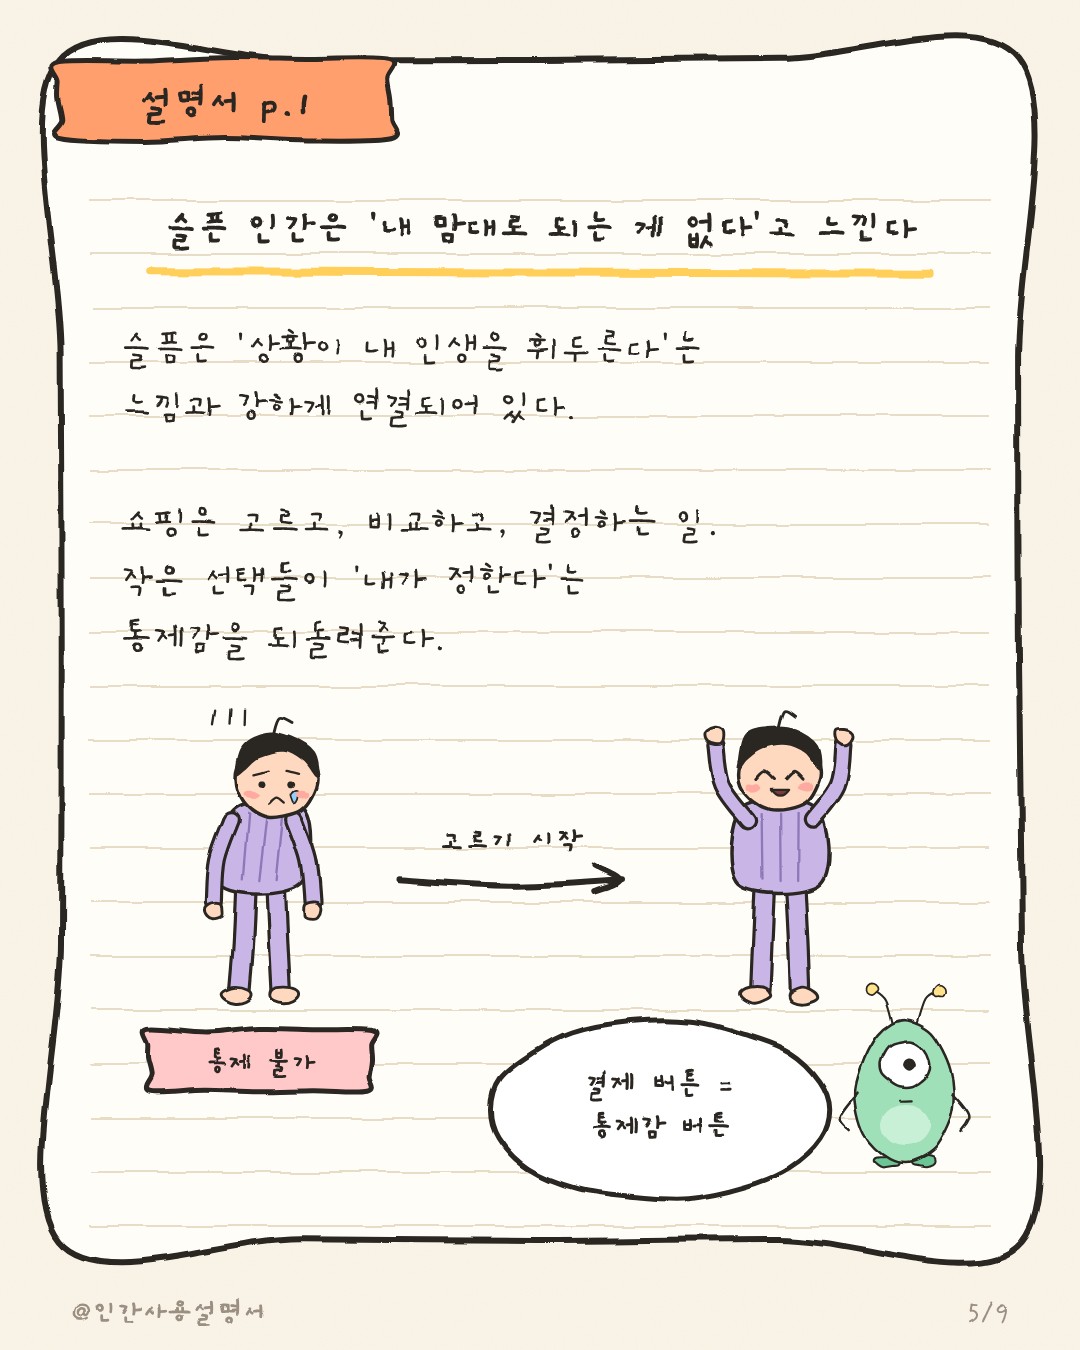 설명서 p.1
슬픈 인간은 '내 맘대로 되는 게 없다'고 느낀다
슬픔은 '상황이 내 인생을 휘두른다'는
느낌과 강하게 연결되어 있다.
쇼핑은 고르고, 비교하고, 결정하는 일.
작은 선택들이 '내가 정한다'는
통제감을 되돌려준다.
고르기 시작
통제 불가
결제 버튼 =
통제감 버튼
@인간사용설명서
5/9